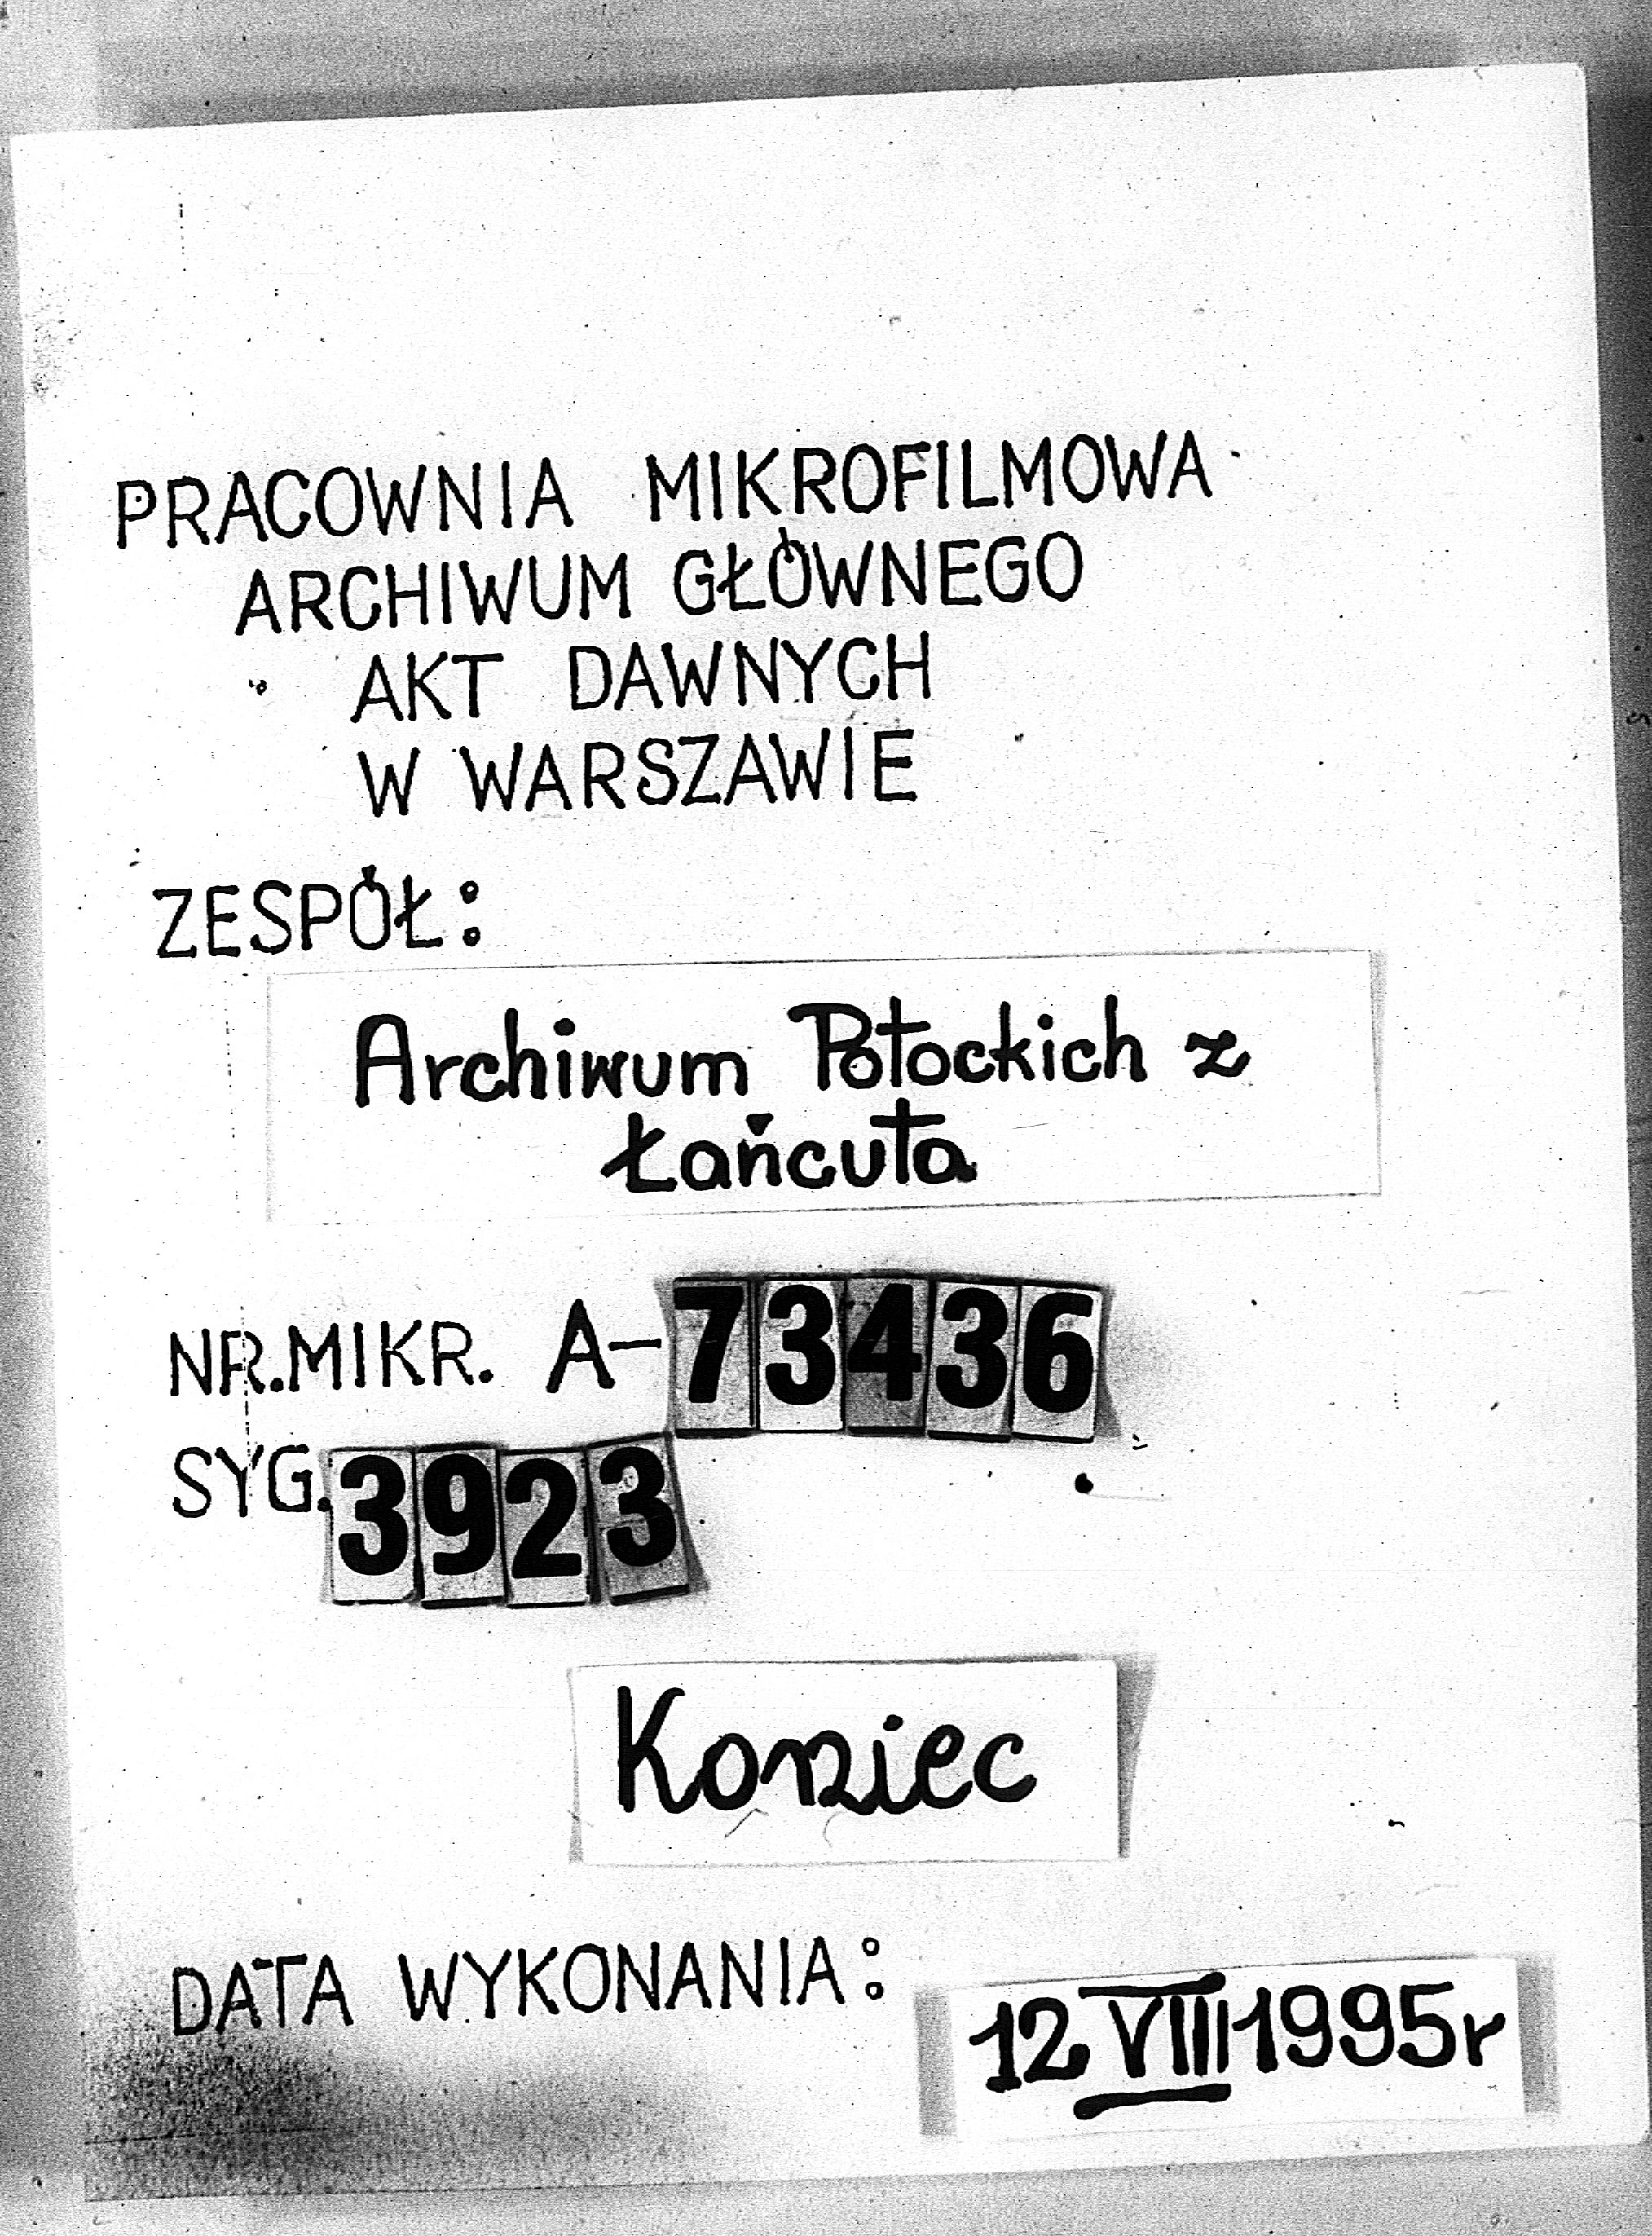 PRACOWNIA MIKROFILMOWA
ARCHIWUM GŁÓWNEGO
AKT DAWNYCH
W WARSZAWIE
ZESPÓŁ:
Archiwum Potockich z
Łańcuta
NR.MIKR. A-73436
SYG. 3923
Koniec
DATA WYKONANIA: 12 VIII 1995r